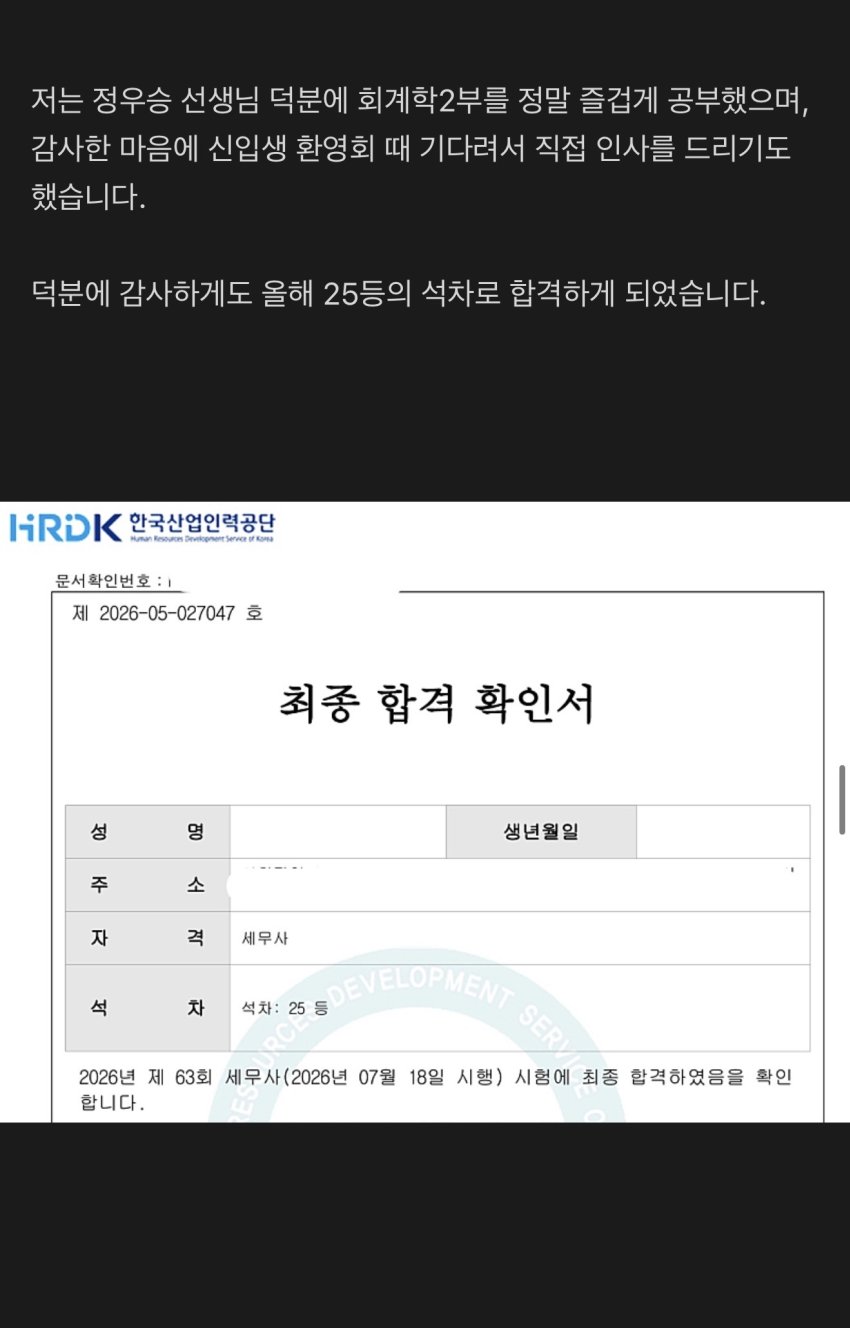 저는 정우승 선생님 덕분에 회계학2부를 정말 즐겁게 공부했으며,
감사한 마음에 신입생 환영회 때 기다려서 직접 인사를 드리기도
했습니다.
덕분에 감사하게도 올해 25등의 석차로 합격하게 되었습니다.
HRDK 한국산업인력공단
Human Resources Development Service of Korea
문서확인번호 :
제 2026-05-027047 호
최종 합격 확인서
성 명 생년월일
주 소
자 격 세무사
석 차 석차: 25 등
RESOURCES DEVELOPMENT SERVICE O
2026년 제 63회 세무사(2026년 07월 18일 시행) 시험에 최종 합격하였음을 확인
합니다.